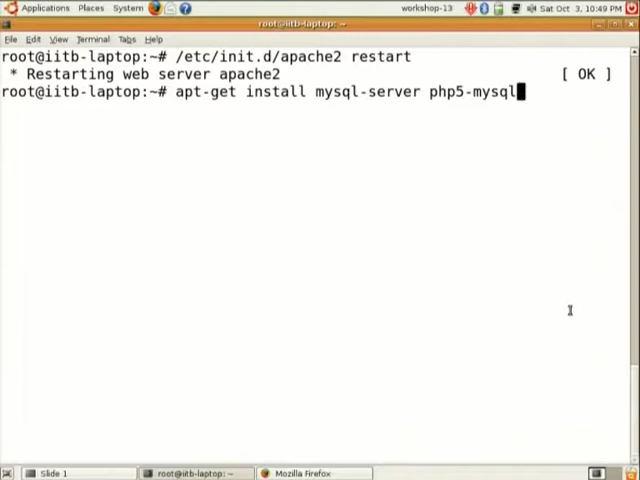 Applications Places System workshop-13 Sat Oct 3, 10:49 PM
root@iitb-laptop: ~
File Edit View Terminal Tabs Help
root@iitb-laptop:~# /etc/init.d/apache2 restart
* Restarting web server apache2 [ OK ]
root@iitb-laptop:~# apt-get install mysql-server php5-mysql
Slide 1 root@iitb-laptop: ~ Mozilla Firefox